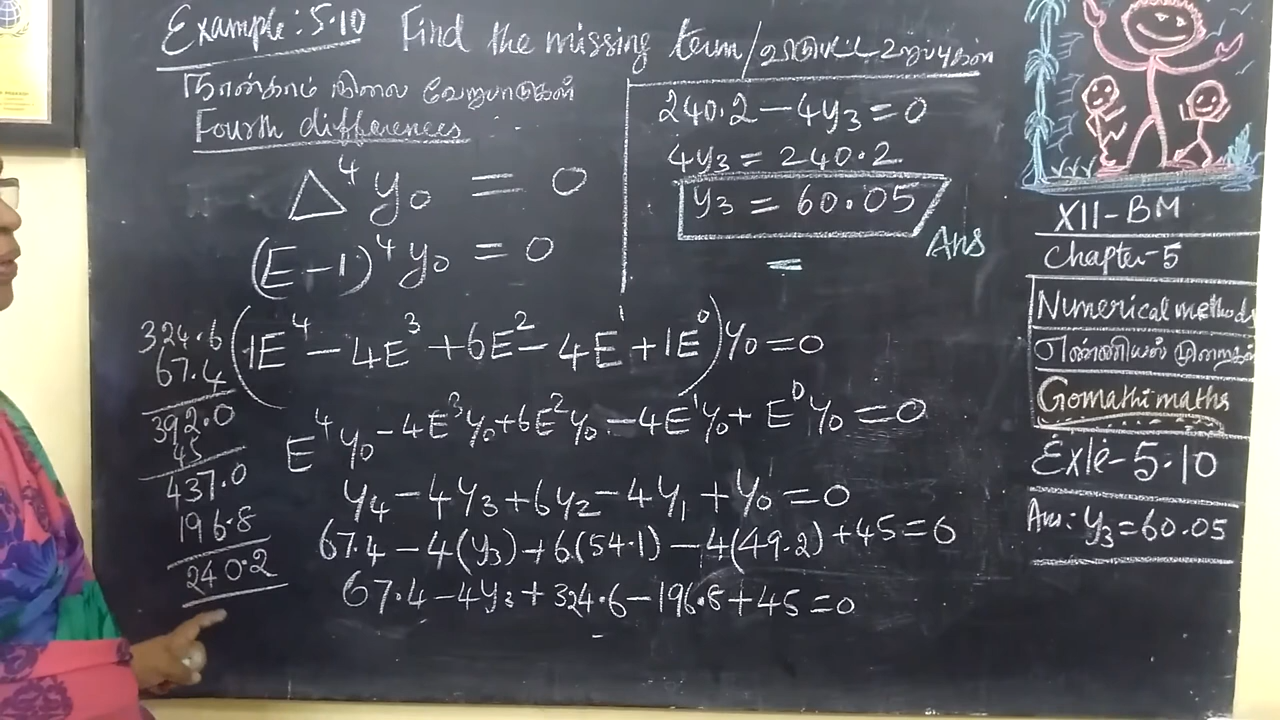 Example: 5.10 Find the missing term / விடுபட்ட உறுப்புகள்
நான்காம் நிலை வேறுபாடுகள்
Fourth differences
Δ⁴y₀ = 0
(E-1)⁴y₀ = 0
(1E⁴ - 4E³ + 6E² - 4E¹ + 1E⁰)y₀ = 0
E⁴y₀ - 4E³y₀ + 6E²y₀ - 4E¹y₀ + E⁰y₀ = 0
y₄ - 4y₃ + 6y₂ - 4y₁ + y₀ = 0
67.4 - 4(y₃) + 6(54.1) - 4(49.2) + 45 = 0
67.4 - 4y₃ + 324.6 - 196.8 + 45 = 0
324.6
67.4
392.0
45
437.0
196.8
240.2
240.2 - 4y₃ = 0
4y₃ = 240.2
y₃ = 60.05
Ans
XII-BM
Chapter-5
Numerical methods
எண்ணியல் முறைகள்
Gomathi maths
Exle-5.10
Ans: y₃ = 60.05